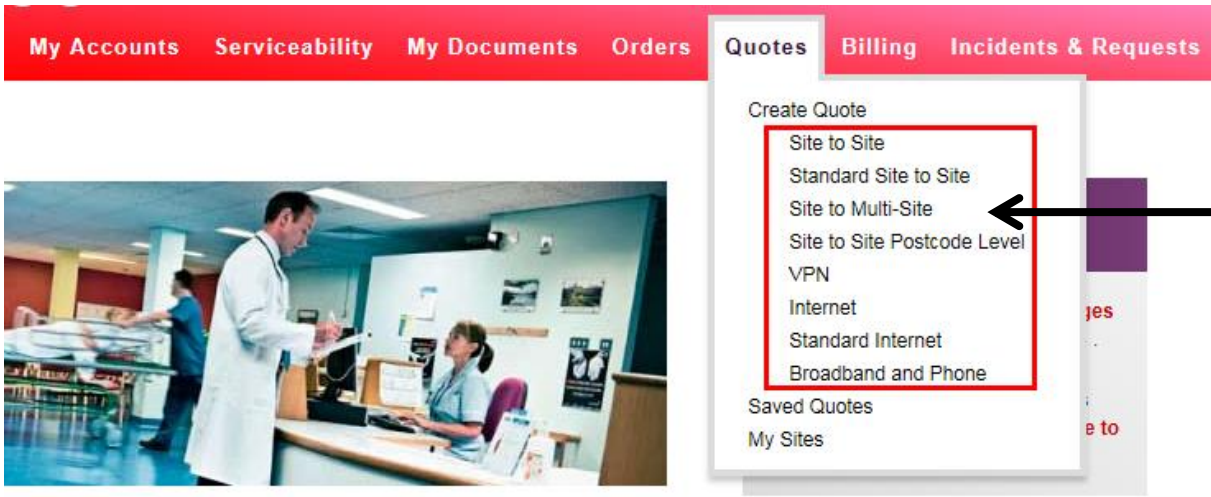 My Accounts Serviceability My Documents Orders Quotes Billing Incidents & Requests
Create Quote
Site to Site
Standard Site to Site
Site to Multi-Site
Site to Site Postcode Level
VPN
Internet
Standard Internet
Broadband and Phone
Saved Quotes
My Sites
e to